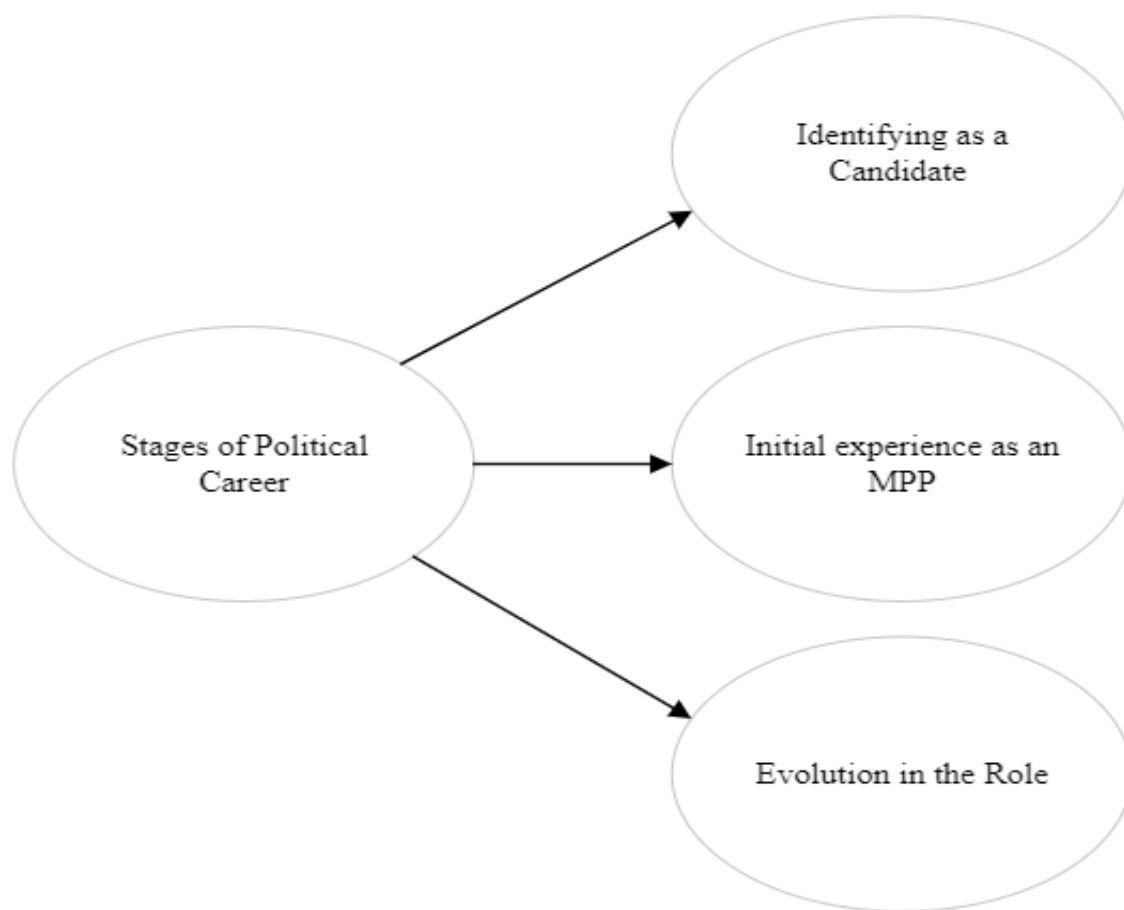 Identifying as a
Candidate
Stages of Political
Career
Initial experience as an
MPP
Evolution in the Role